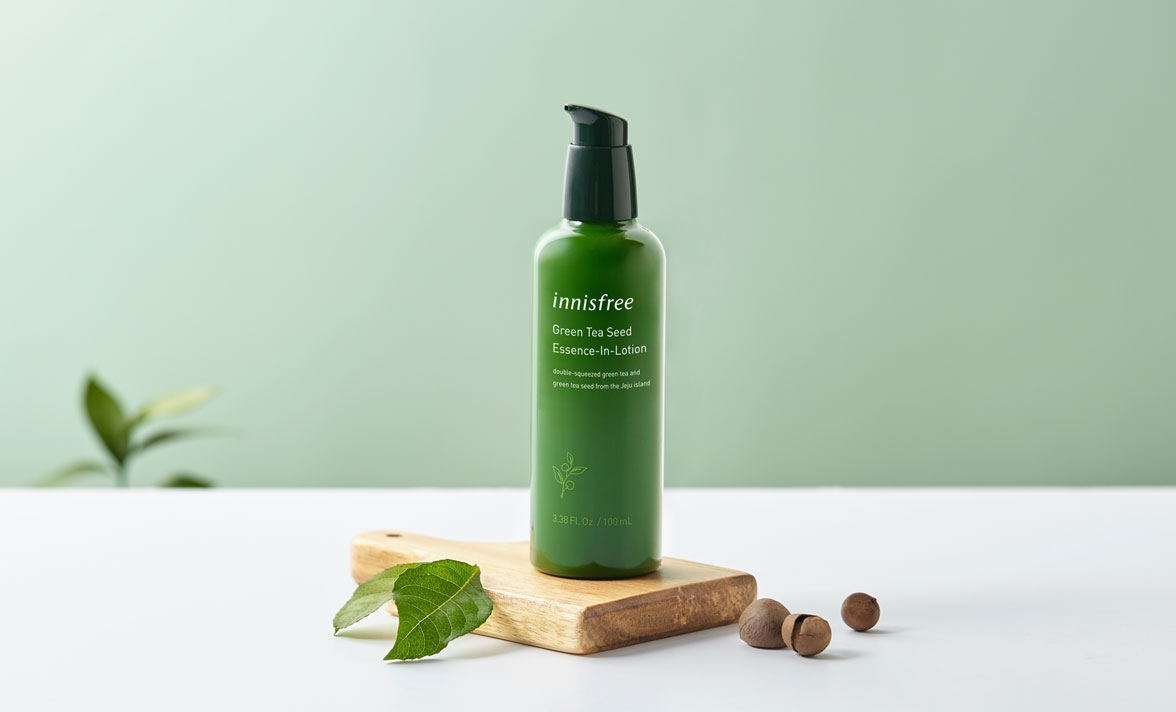 innisfree
Green Tea Seed
Essence-In-Lotion
double-squeezed green tea and
green tea seed from the Jeju island
3.38 Fl. Oz. / 100 mL